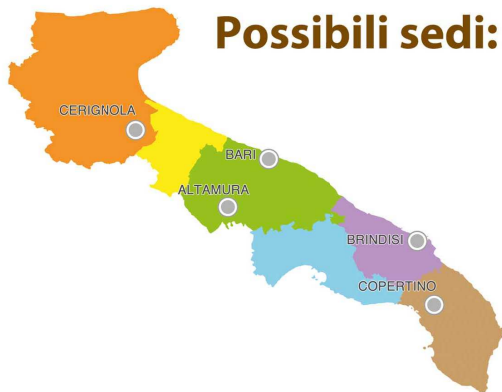 Possibili sedi:
CERIGNOLA
BARI
ALTAMURA
BRINDISI
COPERTINO